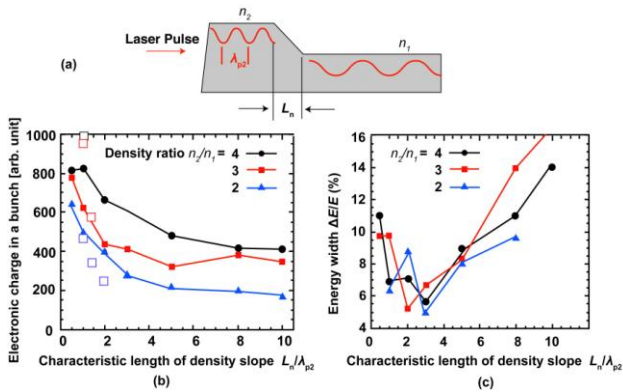 n2
n1
Laser Pulse
λp2
(a)
Ln
Electronic charge in a bunch [arb. unit]
1000
800
600
400
200
0
Density ratio n2/n1 = 4
3
2
0 2 4 6 8 10
Characteristic length of density slope Ln/λp2
(b)
Energy width ΔE/E (%)
16
14
12
10
8
6
4
n2/n1 = 4
3
2
0 2 4 6 8 10
Characteristic length of density slope Ln/λp2
(c)